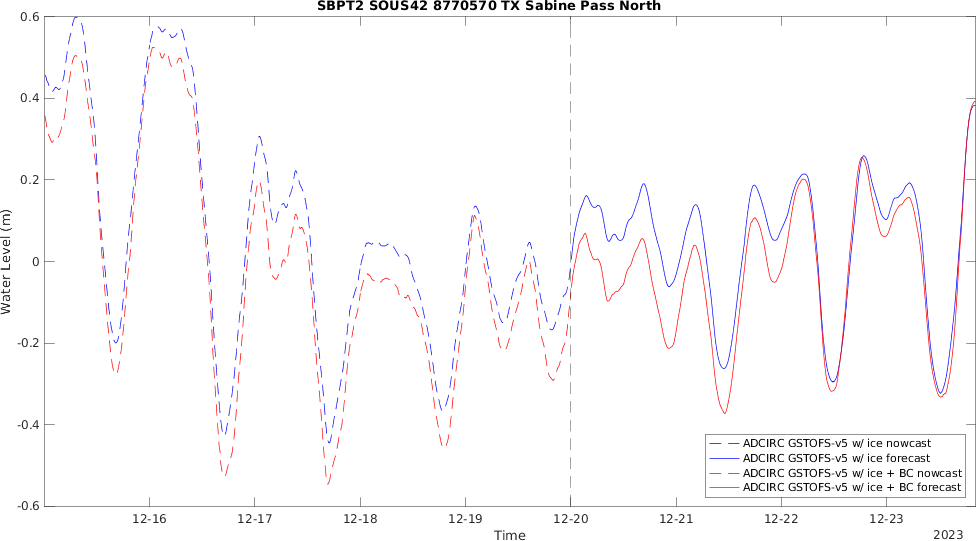 SBPT2 SOUS42 8770570 TX Sabine Pass North
0.6
0.4
0.2
0
-0.2
-0.4
-0.6
Water Level (m)
12-16 12-17 12-18 12-19 12-20 12-21 12-22 12-23
Time
2023
ADCIRC GSTOFS-v5 w/ ice nowcast
ADCIRC GSTOFS-v5 w/ ice forecast
ADCIRC GSTOFS-v5 w/ ice + BC nowcast
ADCIRC GSTOFS-v5 w/ ice + BC forecast